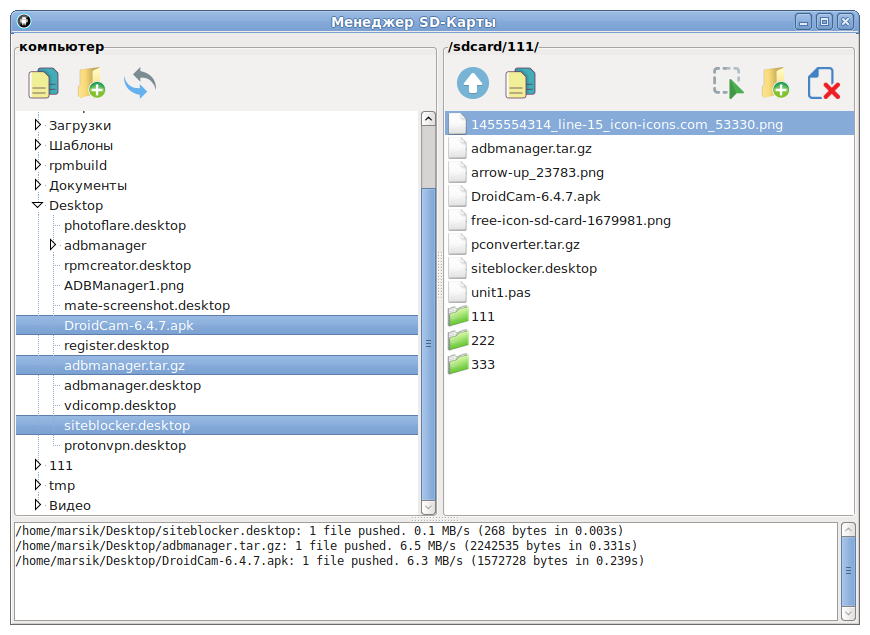 Менеджер SD-Карты
компьютер
Загрузки
Шаблоны
rpmbuild
Документы
Desktop
photoflare.desktop
adbmanager
rpmcreator.desktop
ADBManager1.png
mate-screenshot.desktop
DroidCam-6.4.7.apk
register.desktop
adbmanager.tar.gz
adbmanager.desktop
vdicomp.desktop
siteblocker.desktop
protonvpn.desktop
111
tmp
Видео
/sdcard/111/
1455554314_line-15_icon-icons.com_53330.png
adbmanager.tar.gz
arrow-up_23783.png
DroidCam-6.4.7.apk
free-icon-sd-card-1679981.png
pconverter.tar.gz
siteblocker.desktop
unit1.pas
111
222
333
/home/marsik/Desktop/siteblocker.desktop: 1 file pushed. 0.1 MB/s (268 bytes in 0.003s)
/home/marsik/Desktop/adbmanager.tar.gz: 1 file pushed. 6.5 MB/s (2242535 bytes in 0.331s)
/home/marsik/Desktop/DroidCam-6.4.7.apk: 1 file pushed. 6.3 MB/s (1572728 bytes in 0.239s)